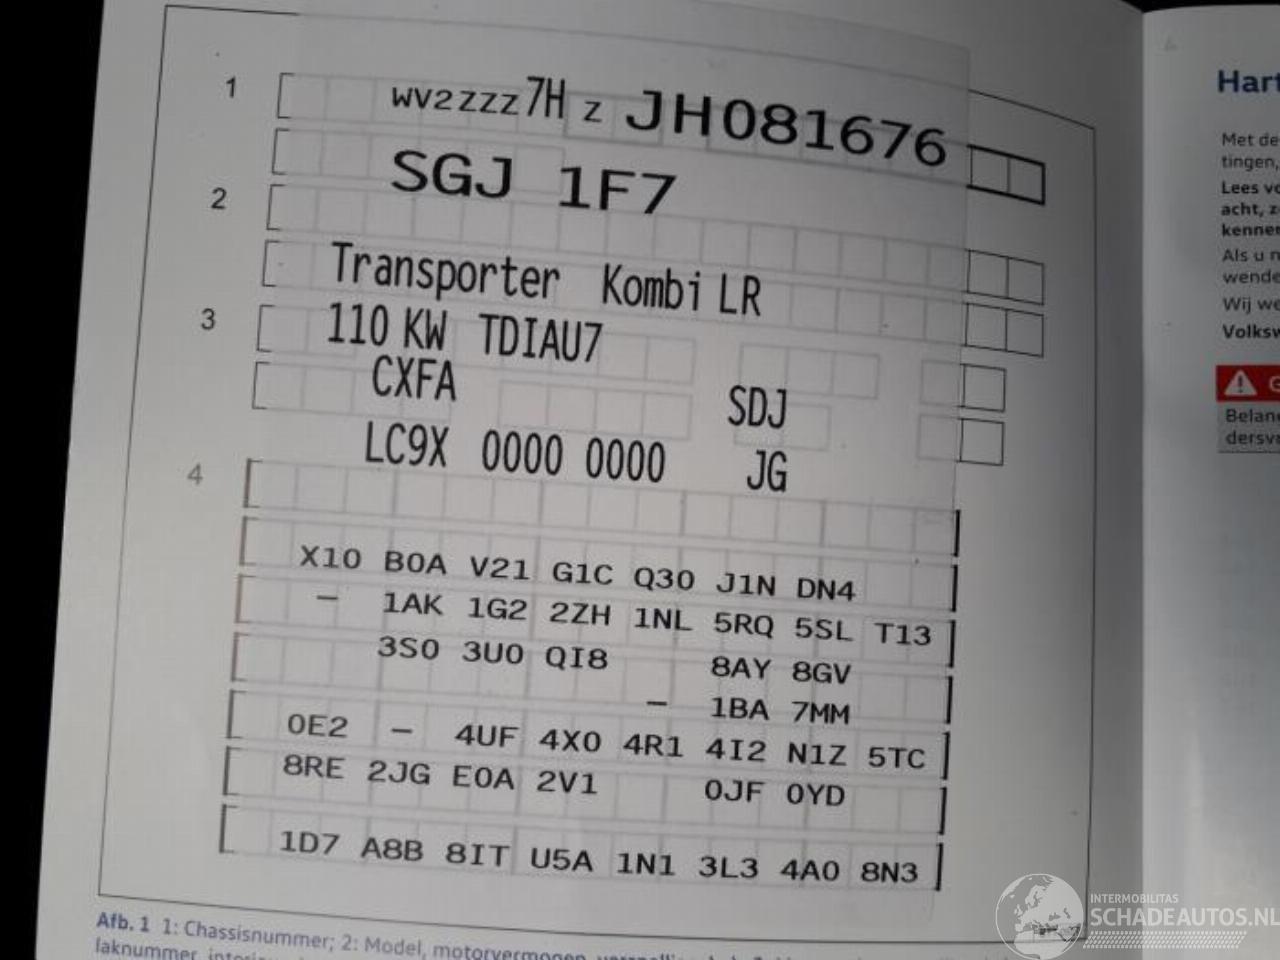 1
WV2ZZZ7H Z JH081676
SGJ 1F7
2
Transporter Kombi LR
3
110 KW TDIAU7
CXFA SDJ
LC9X 0000 0000 JG
4
X10 B0A V21 G1C Q30 J1N DN4
– 1AK 1G2 2ZH 1NL 5RQ 5SL T13
3S0 3U0 QI8 8AY 8GV
– 1BA 7MM
0E2 – 4UF 4X0 4R1 4I2 N1Z 5TC
8RE 2JG E0A 2V1 0JF 0YD
1D7 A8B 8IT U5A 1N1 3L3 4A0 8N3
Afb. 1 1: Chassisnummer; 2: Model, motorvermogen,
laknummer,
Hart
Met de
tingen,
Lees vo
acht, z
kennen
Als u n
wende
Wij we
Volksw
G
Belang
dersvo
INTERMOBILITAS
SCHADEAUTOS.NL